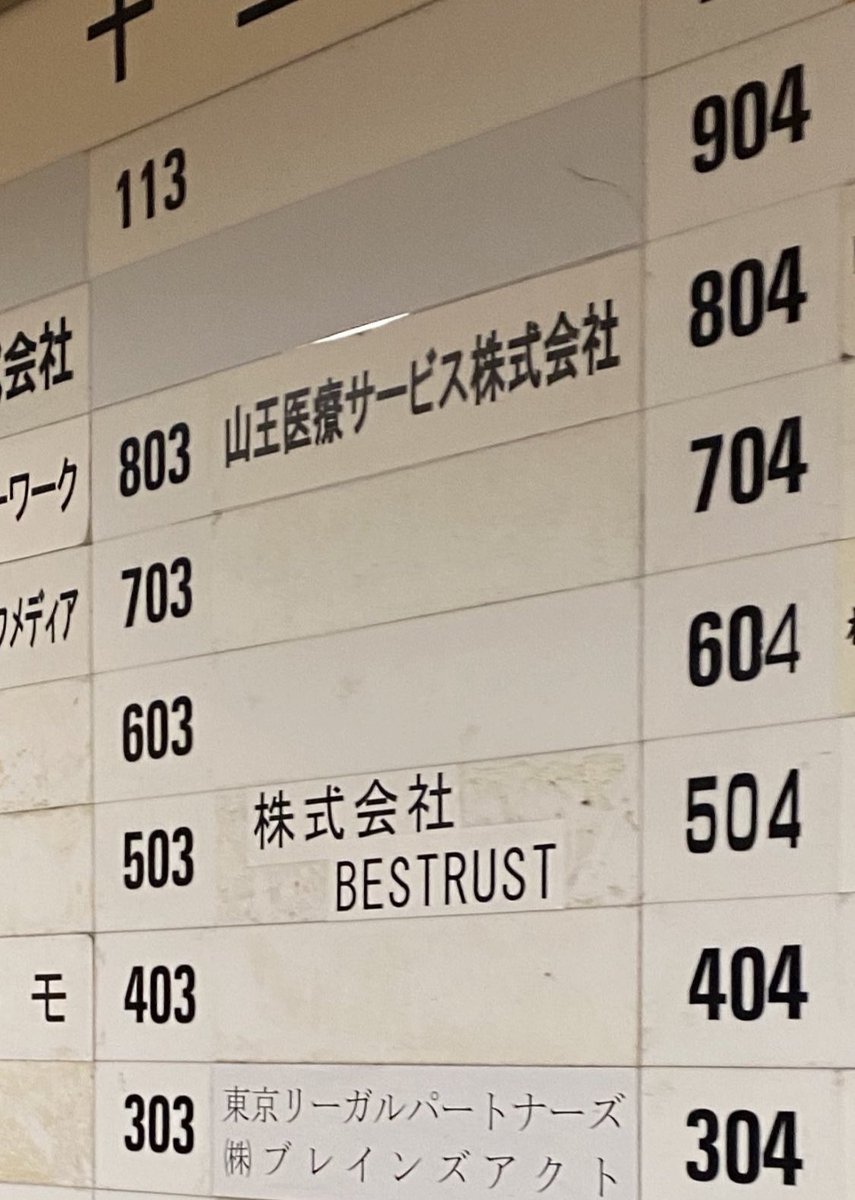 113
904
会社
803 山王医療サービス株式会社
804
ーワーク
703
704
メディア
603
604
503 株式会社
BESTRUST
504
モ
403
404
303 東京リーガルパートナーズ
㈱ブレインズアクト
304